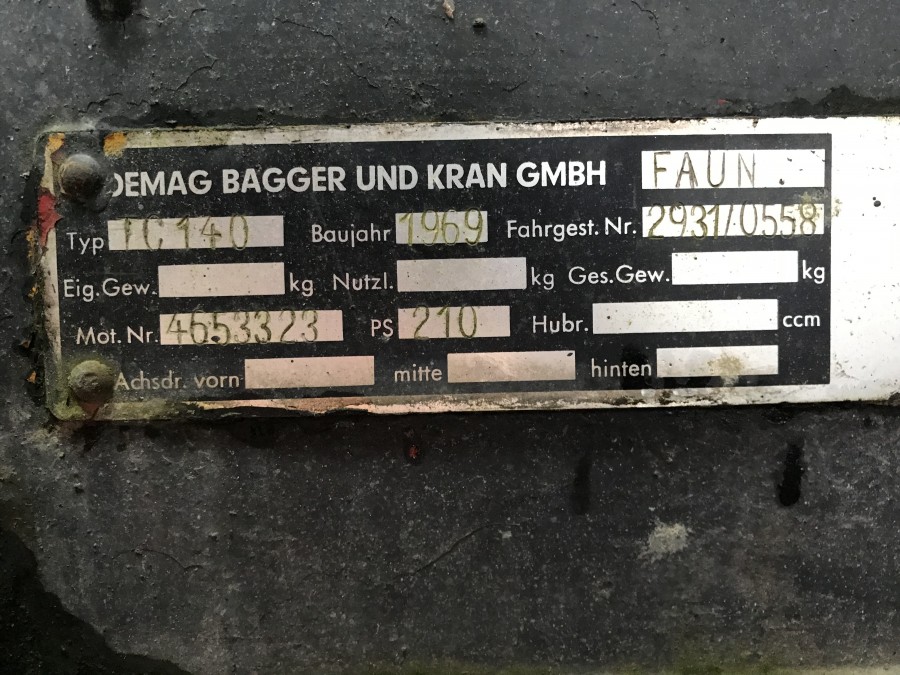 DEMAG BAGGER UND KRAN GMBH FAUN
Typ TC140 Baujahr 1969 Fahrgest. Nr. 2931/0558
Eig.Gew. kg Nutzl. kg Ges.Gew. kg
Mot. Nr. 4653323 PS 210 Hubr. ccm
Achsdr. vorn mitte hinten